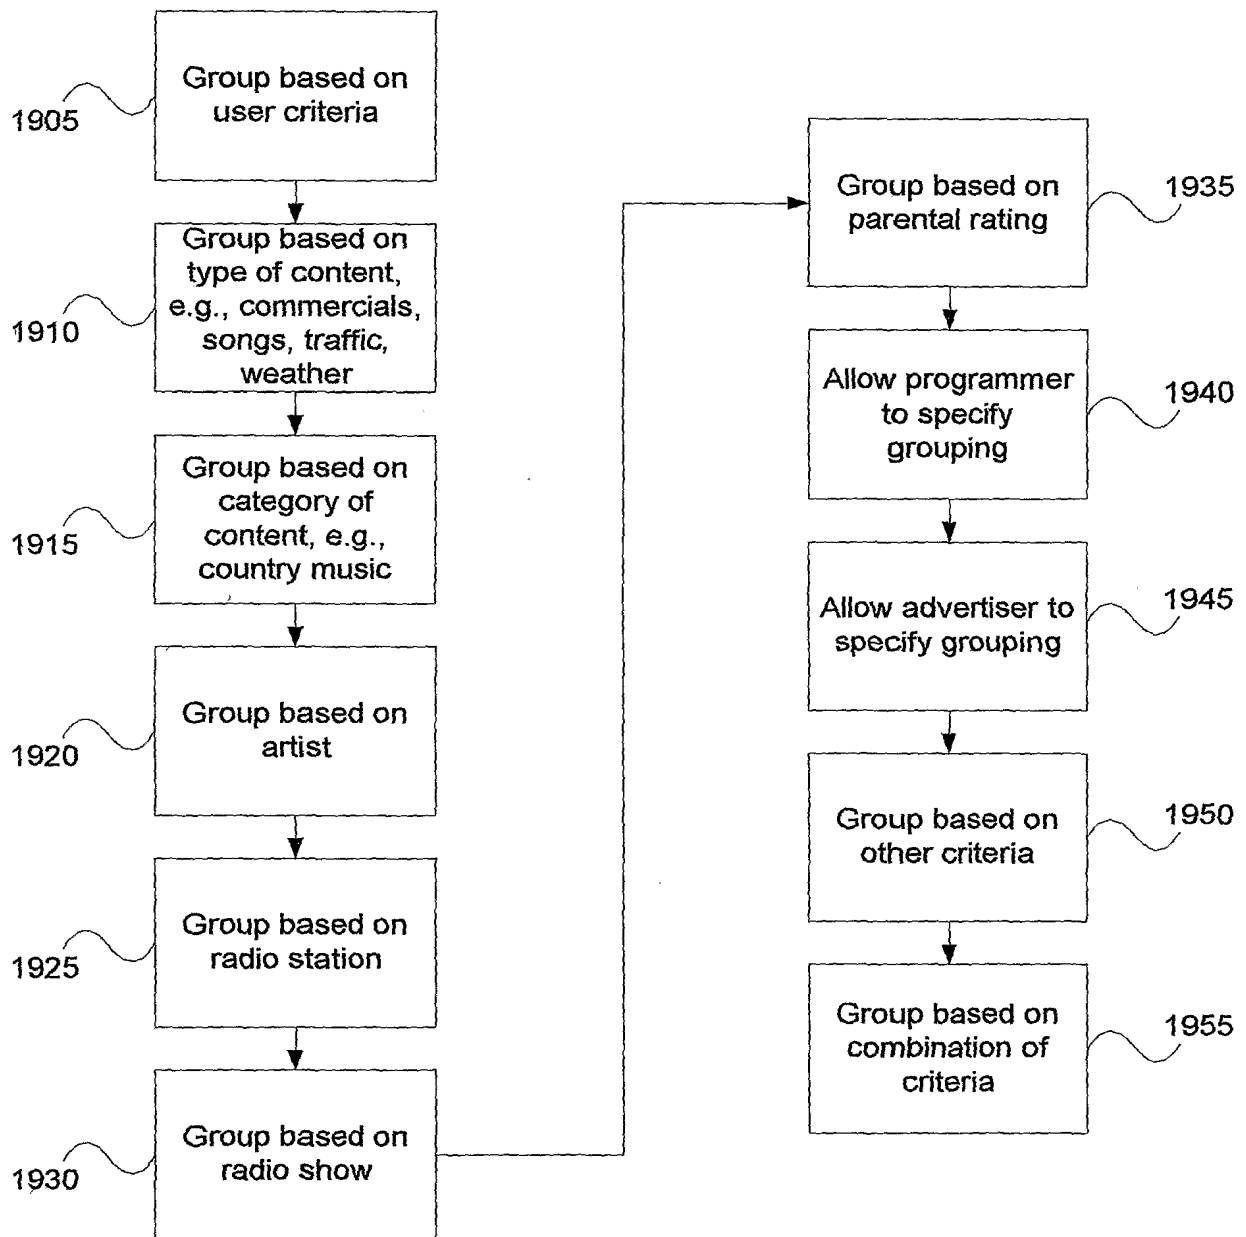 Group based on
user criteria
1905
Group based on
type of content,
e.g., commercials,
songs, traffic,
weather
1910
Group based on
category of
content, e.g.,
country music
1915
Group based on
artist
1920
Group based on
radio station
1925
Group based on
radio show
1930
Group based on
parental rating
1935
Allow programmer
to specify
grouping
1940
Allow advertiser to
specify grouping
1945
Group based on
other criteria
1950
Group based on
combination of
criteria
1955